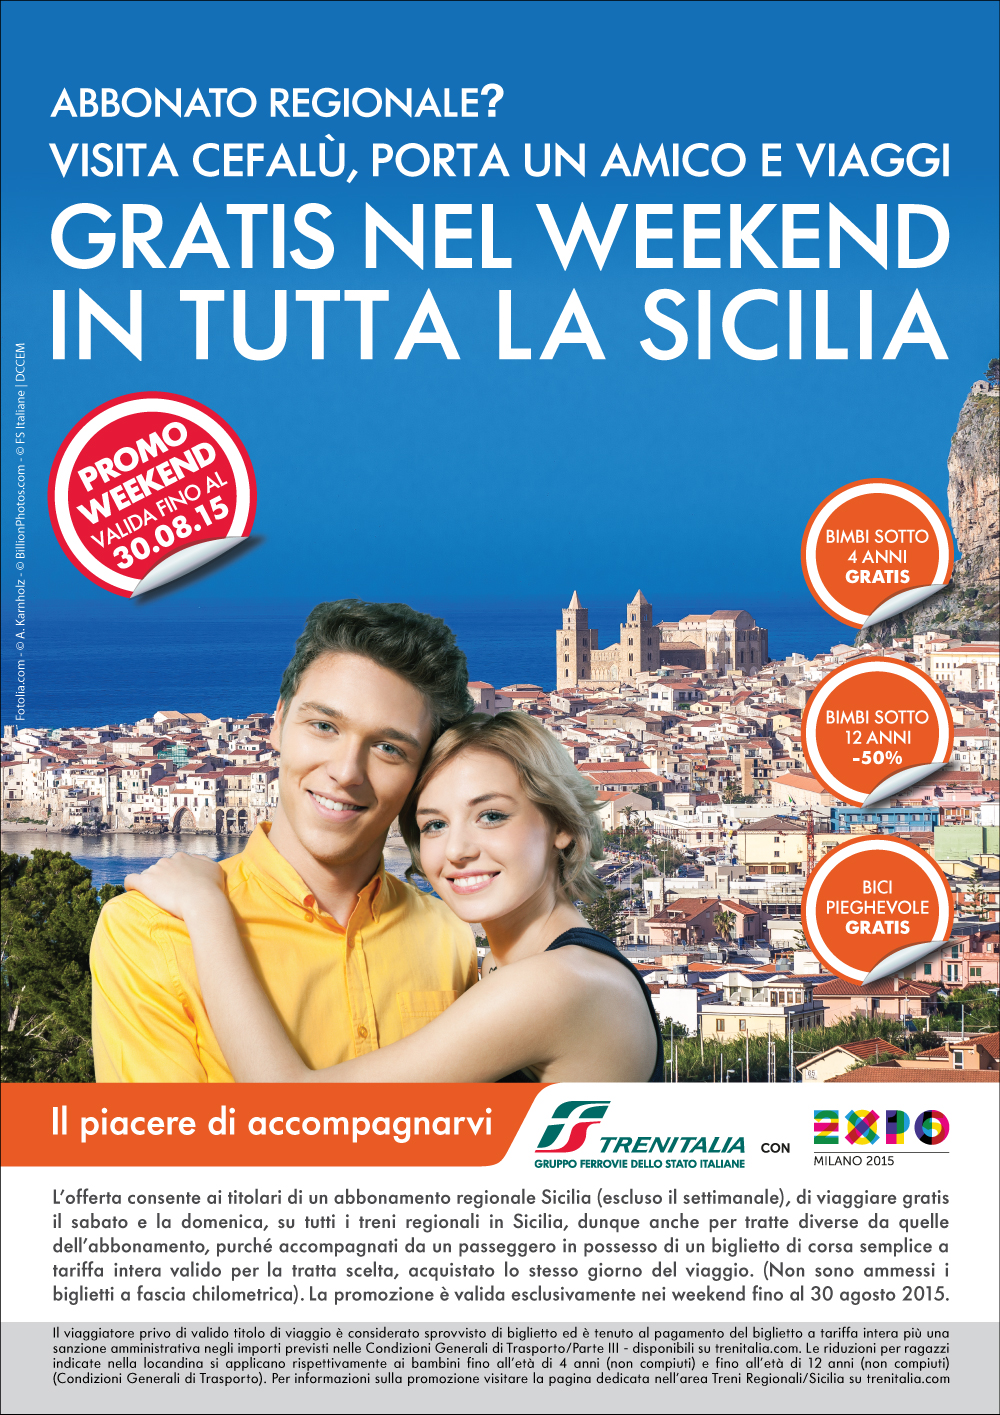 ABBONATO REGIONALE?
VISITA CEFALÙ, PORTA UN AMICO E VIAGGI
GRATIS NEL WEEKEND
IN TUTTA LA SICILIA
Fotolia.com - © A. Karnholz - © BillionPhotos.com - © FS Italiane | DCCEM
PROMO
WEEKEND
VALIDA FINO AL
30.08.15
BIMBI SOTTO
4 ANNI
GRATIS
BIMBI SOTTO
12 ANNI
-50%
BICI
PIEGHEVOLE
GRATIS
Il piacere di accompagnarvi
TRENITALIA
GRUPPO FERROVIE DELLO STATO ITALIANE
CON
EXPO
MILANO 2015
L'offerta consente ai titolari di un abbonamento regionale Sicilia (escluso il settimanale), di viaggiare gratis
il sabato e la domenica, su tutti i treni regionali in Sicilia, dunque anche per tratte diverse da quelle
dell'abbonamento, purché accompagnati da un passeggero in possesso di un biglietto di corsa semplice a
tariffa intera valido per la tratta scelta, acquistato lo stesso giorno del viaggio. (Non sono ammessi i
biglietti a fascia chilometrica). La promozione è valida esclusivamente nei weekend fino al 30 agosto 2015.
Il viaggiatore privo di valido titolo di viaggio è considerato sprovvisto di biglietto ed è tenuto al pagamento del biglietto a tariffa intera più una
sanzione amministrativa negli importi previsti nelle Condizioni Generali di Trasporto/Parte III - disponibili su trenitalia.com. Le riduzioni per ragazzi
indicate nella locandina si applicano rispettivamente ai bambini fino all'età di 4 anni (non compiuti) e fino all'età di 12 anni (non compiuti)
(Condizioni Generali di Trasporto). Per informazioni sulla promozione visitare la pagina dedicata nell'area Treni Regionali/Sicilia su trenitalia.com